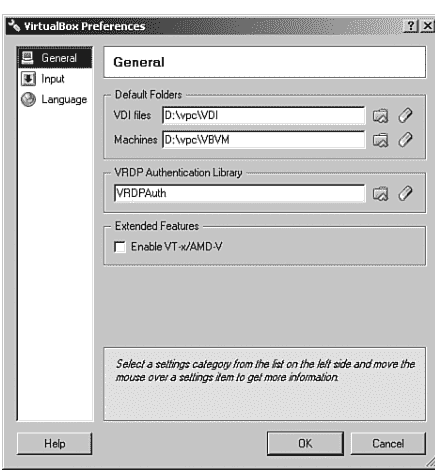 VirtualBox Preferences
General
Input
Language
General
Default Folders
VDI files D:\vpc\VDI
Machines D:\vpc\VBVM
VRDP Authentication Library
VRDPAuth
Extended Features
Enable VT-x/AMD-V
Select a settings category from the list on the left side and move the
mouse over a settings item to get more information.
Help
OK
Cancel